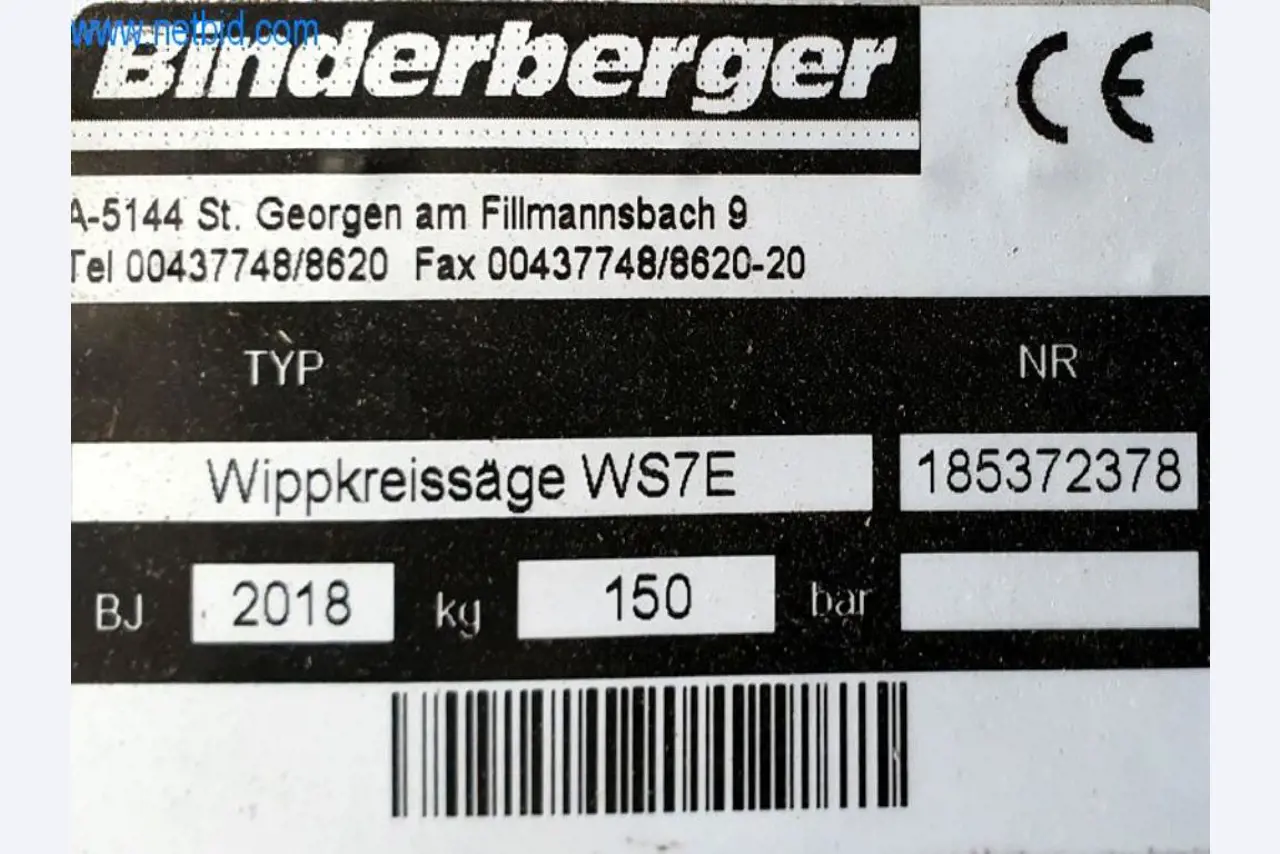 www.netbid.com
Binderberger
CE
A-5144 St. Georgen am Fillmannsbach 9
Tel 00437748/8620 Fax 00437748/8620-20
TYP NR
Wippkreissäge WS7E 185372378
BJ 2018 kg 150 bar